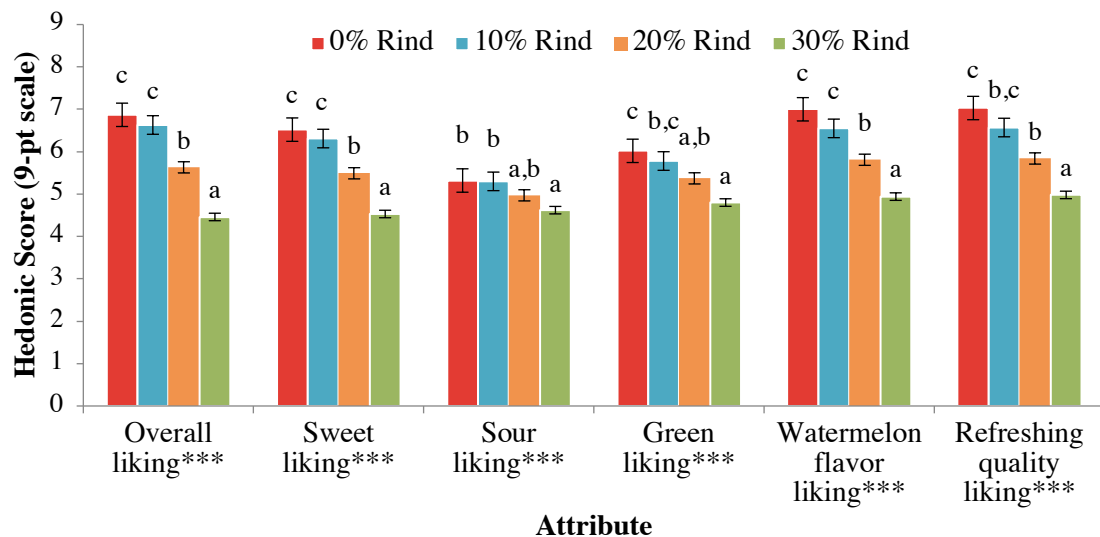 Hedonic Score (9-pt scale)
9
8
7
6
5
4
3
2
1
0
0% Rind 10% Rind 20% Rind 30% Rind
c c b a
c c b a
b b a,b a
c b,c a,b a
c c b a
c b,c b a
Overall
liking***
Sweet
liking***
Sour
liking***
Green
liking***
Watermelon
flavor
liking***
Refreshing
quality
liking***
Attribute